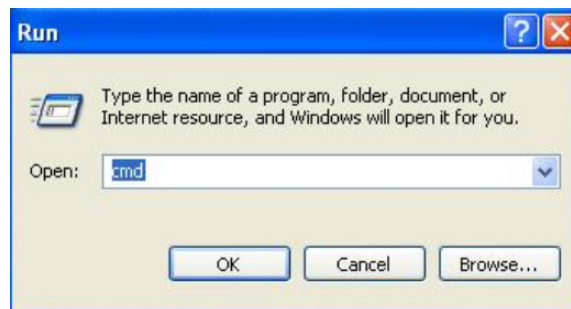 Run
Type the name of a program, folder, document, or
Internet resource, and Windows will open it for you.
Open: cmd
OK Cancel Browse...